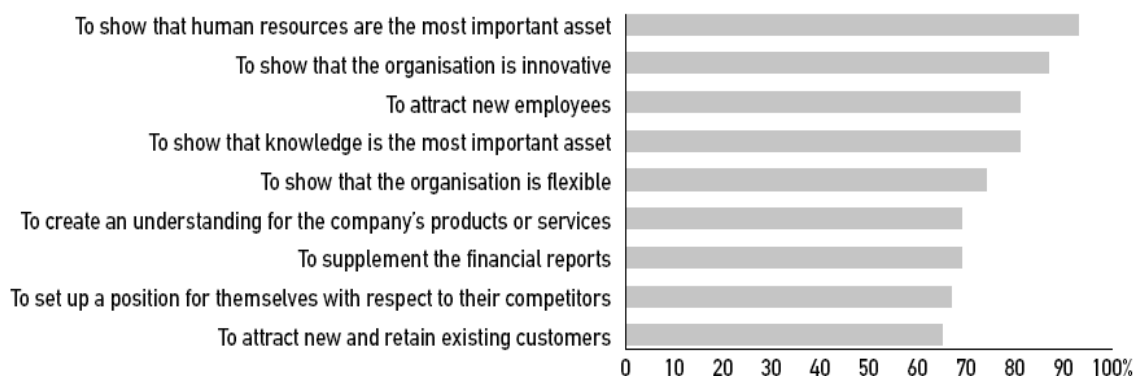 To show that human resources are the most important asset
To show that the organisation is innovative
To attract new employees
To show that knowledge is the most important asset
To show that the organisation is flexible
To create an understanding for the company's products or services
To supplement the financial reports
To set up a position for themselves with respect to their competitors
To attract new and retain existing customers
0 10 20 30 40 50 60 70 80 90 100%